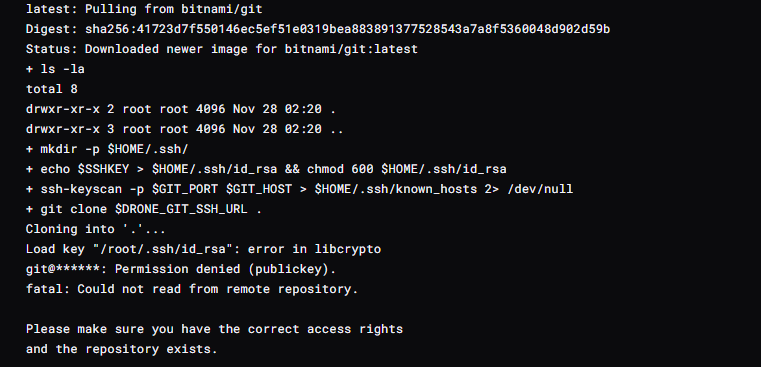 latest: Pulling from bitnami/git
Digest: sha256:41723d7f550146ec5ef51e0319bea883891377528543a7a8f5360048d902d59b
Status: Downloaded newer image for bitnami/git:latest
+ ls -la
total 8
drwxr-xr-x 2 root root 4096 Nov 28 02:20 .
drwxr-xr-x 3 root root 4096 Nov 28 02:20 ..
+ mkdir -p $HOME/.ssh/
+ echo $SSHKEY > $HOME/.ssh/id_rsa && chmod 600 $HOME/.ssh/id_rsa
+ ssh-keyscan -p $GIT_PORT $GIT_HOST > $HOME/.ssh/known_hosts 2> /dev/null
+ git clone $DRONE_GIT_SSH_URL .
Cloning into '.'...
Load key "/root/.ssh/id_rsa": error in libcrypto
git@******: Permission denied (publickey).
fatal: Could not read from remote repository.

Please make sure you have the correct access rights
and the repository exists.